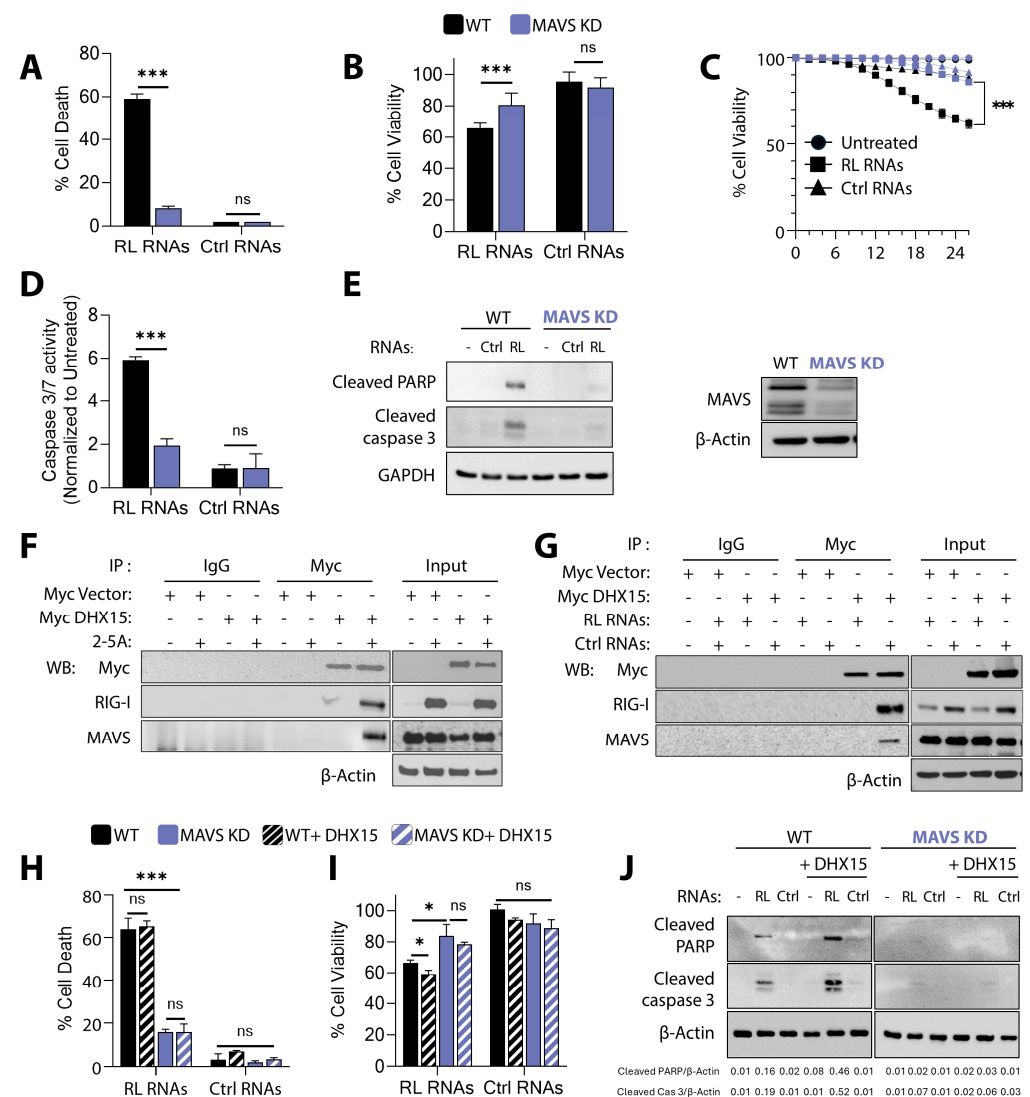 WT MAVS KD
A
80
60
40
20
0
% Cell Death
***
ns
RL RNAs Ctrl RNAs
B
100
80
60
40
20
0
% Cell Viability
***
ns
RL RNAs Ctrl RNAs
C
100
50
0
% Cell Viability
***
Untreated
RL RNAs
Ctrl RNAs
0 6 12 18 24
D
8
6
4
2
0
Caspase 3/7 activity
(Normalized to Untreated)
***
ns
RL RNAs Ctrl RNAs
E
WT MAVS KD
RNAs: - Ctrl RL - Ctrl RL
Cleaved PARP
Cleaved
caspase 3
GAPDH
WT MAVS KD
MAVS
β-Actin
F
IP : IgG Myc Input
Myc Vector: + + - - + + - - + + - -
Myc DHX15: - - + + - - + + - - + +
2-5A: - + - + - + - + - + - +
WB: Myc
RIG-I
MAVS
β-Actin
G
IP : IgG Myc Input
Myc Vector: + + - - + + - - + + - -
Myc DHX15: - - + + - - + + - - + +
RL RNAs: - + + - + - + - + - + -
Ctrl RNAs: - + - + - + - + - + - +
WB: Myc
RIG-I
MAVS
β-Actin
WT MAVS KD WT+ DHX15 MAVS KD+ DHX15
H
80
60
40
20
0
% Cell Death
***
ns
ns
ns
RL RNAs Ctrl RNAs
I
100
80
60
40
20
0
% Cell Viability
* ns
*
ns
RL RNAs Ctrl RNAs
J
WT MAVS KD
+ DHX15 + DHX15
RNAs: - RL Ctrl - RL Ctrl - RL Ctrl - RL Ctrl
Cleaved
PARP
Cleaved
caspase 3
β-Actin
Cleaved PARP/β-Actin 0.01 0.16 0.02 0.08 0.46 0.01 0.01 0.02 0.01 0.02 0.03 0.01
Cleaved Cas 3/β-Actin 0.01 0.19 0.01 0.01 0.52 0.01 0.01 0.07 0.01 0.02 0.06 0.03